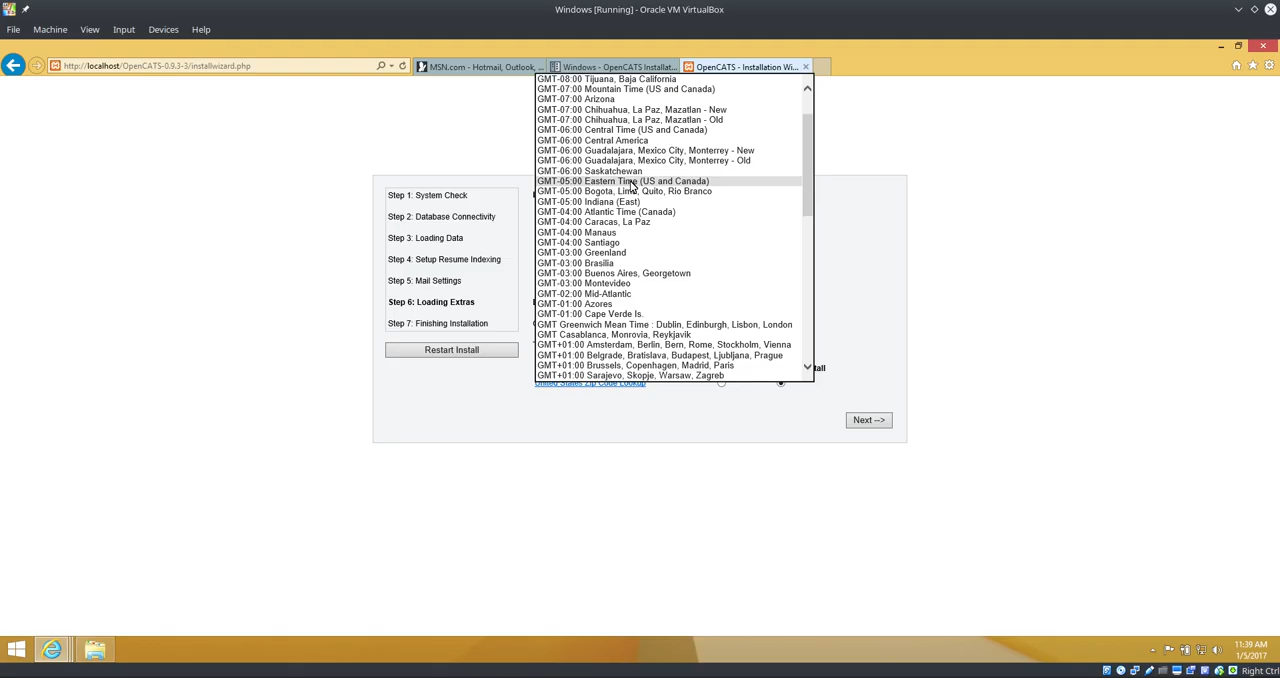 Windows [Running] - Oracle VM VirtualBox
File Machine View Input Devices Help
http://localhost/OpenCATS-0.9.3-3/installwizard.php
MSN.com - Hotmail, Outlook, ...
Windows - OpenCATS Installat...
OpenCATS - Installation Wi...
GMT-08:00 Tijuana, Baja California
GMT-07:00 Mountain Time (US and Canada)
GMT-07:00 Arizona
GMT-07:00 Chihuahua, La Paz, Mazatlan - New
GMT-07:00 Chihuahua, La Paz, Mazatlan - Old
GMT-06:00 Central Time (US and Canada)
GMT-06:00 Central America
GMT-06:00 Guadalajara, Mexico City, Monterrey - New
GMT-06:00 Guadalajara, Mexico City, Monterrey - Old
GMT-06:00 Saskatchewan
GMT-05:00 Eastern Time (US and Canada)
GMT-05:00 Bogota, Lima, Quito, Rio Branco
GMT-05:00 Indiana (East)
GMT-04:00 Atlantic Time (Canada)
GMT-04:00 Caracas, La Paz
GMT-04:00 Manaus
GMT-04:00 Santiago
GMT-03:00 Greenland
GMT-03:00 Brasilia
GMT-03:00 Buenos Aires, Georgetown
GMT-03:00 Montevideo
GMT-02:00 Mid-Atlantic
GMT-01:00 Azores
GMT-01:00 Cape Verde Is.
GMT Greenwich Mean Time : Dublin, Edinburgh, Lisbon, London
GMT Casablanca, Monrovia, Reykjavik
GMT+01:00 Amsterdam, Berlin, Bern, Rome, Stockholm, Vienna
GMT+01:00 Belgrade, Bratislava, Budapest, Ljubljana, Prague
GMT+01:00 Brussels, Copenhagen, Madrid, Paris
GMT+01:00 Sarajevo, Skopje, Warsaw, Zagreb
Step 1: System Check
Step 2: Database Connectivity
Step 3: Loading Data
Step 4: Setup Resume Indexing
Step 5: Mail Settings
Step 6: Loading Extras
Step 7: Finishing Installation
Restart Install
tall
United States Zip Code Lookup
Next -->
11:39 AM
1/5/2017
Right Ctrl